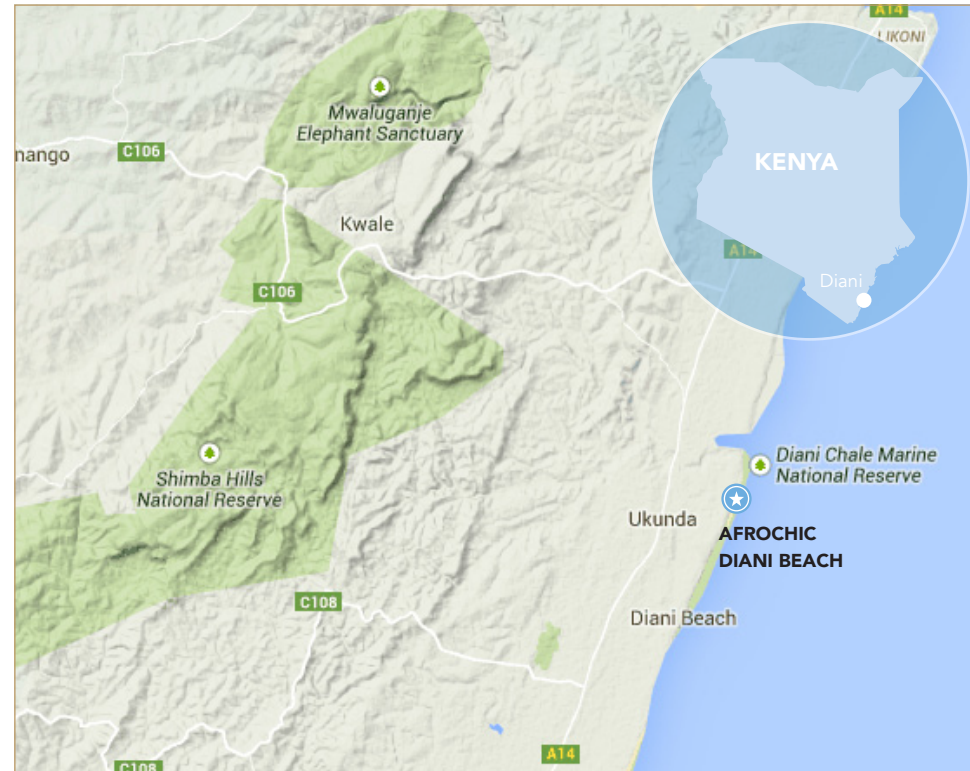 A14
LIKONI
Mwaluganje
Elephant Sanctuary
nango
C106
KENYA
Kwale
A14
Diani
C106
Shimba Hills
National Reserve
Diani Chale Marine
National Reserve
Ukunda
AFROCHIC
DIANI BEACH
C108
Diani Beach
A14
C108